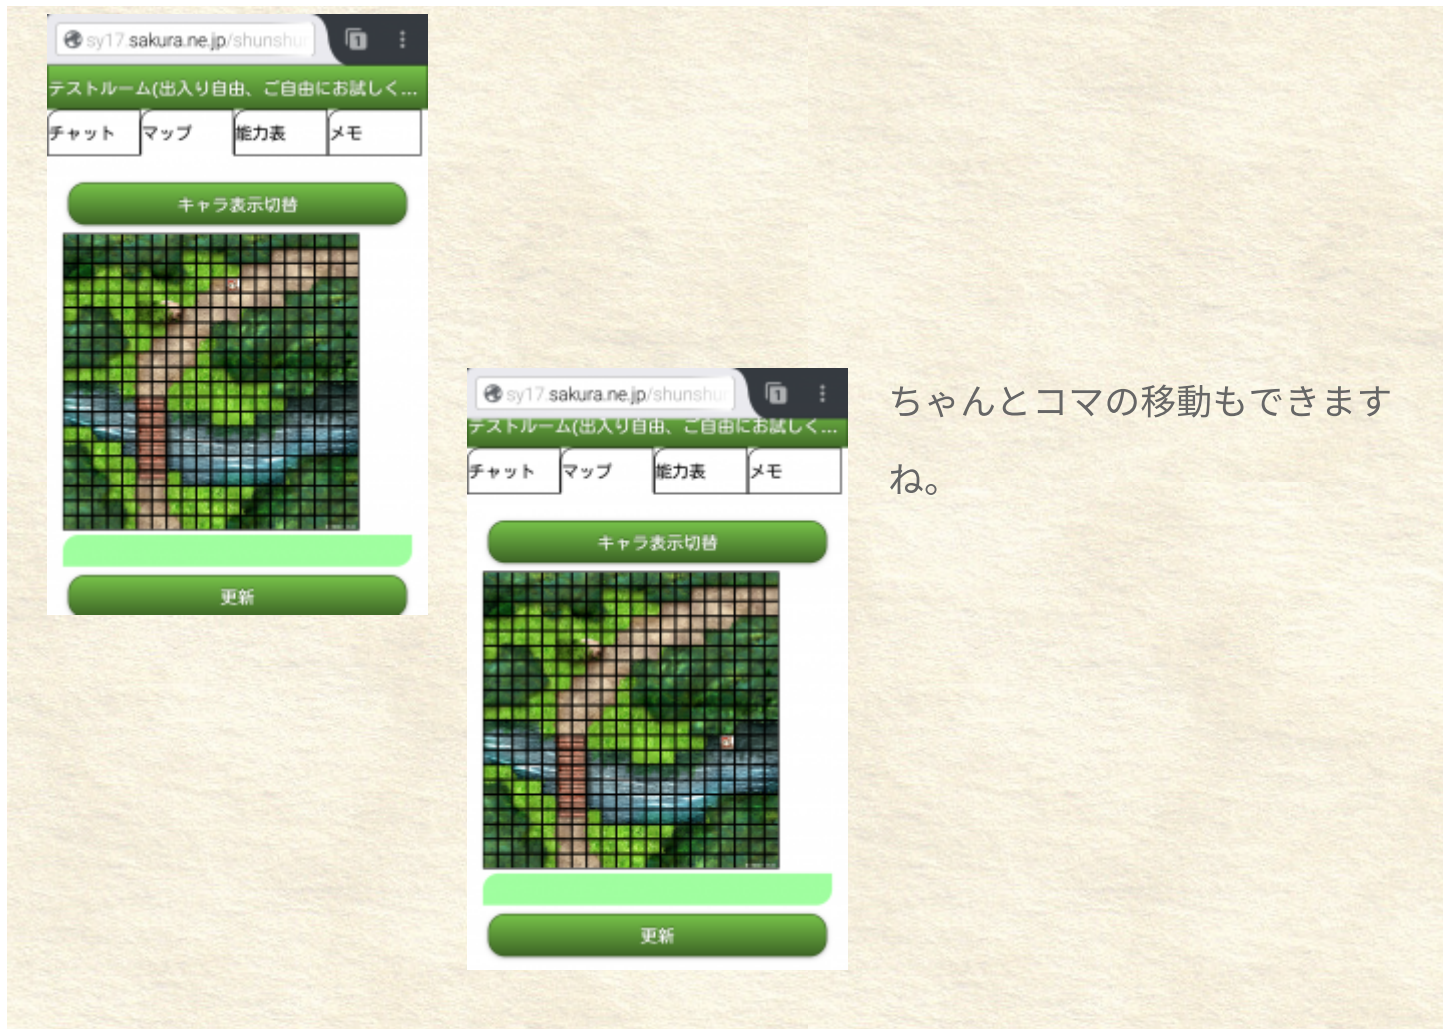 sy17.sakura.ne.jp/shunshu
1
テストルーム(出入り自由、ご自由にお試しく...
チャット
マップ
能力表
メモ
キャラ表示切替
更新
sy17.sakura.ne.jp/shunshu
1
テストルーム(出入り自由、ご自由にお試しく...
チャット
マップ
能力表
メモ
キャラ表示切替
更新
ちゃんとコマの移動もできます
ね。